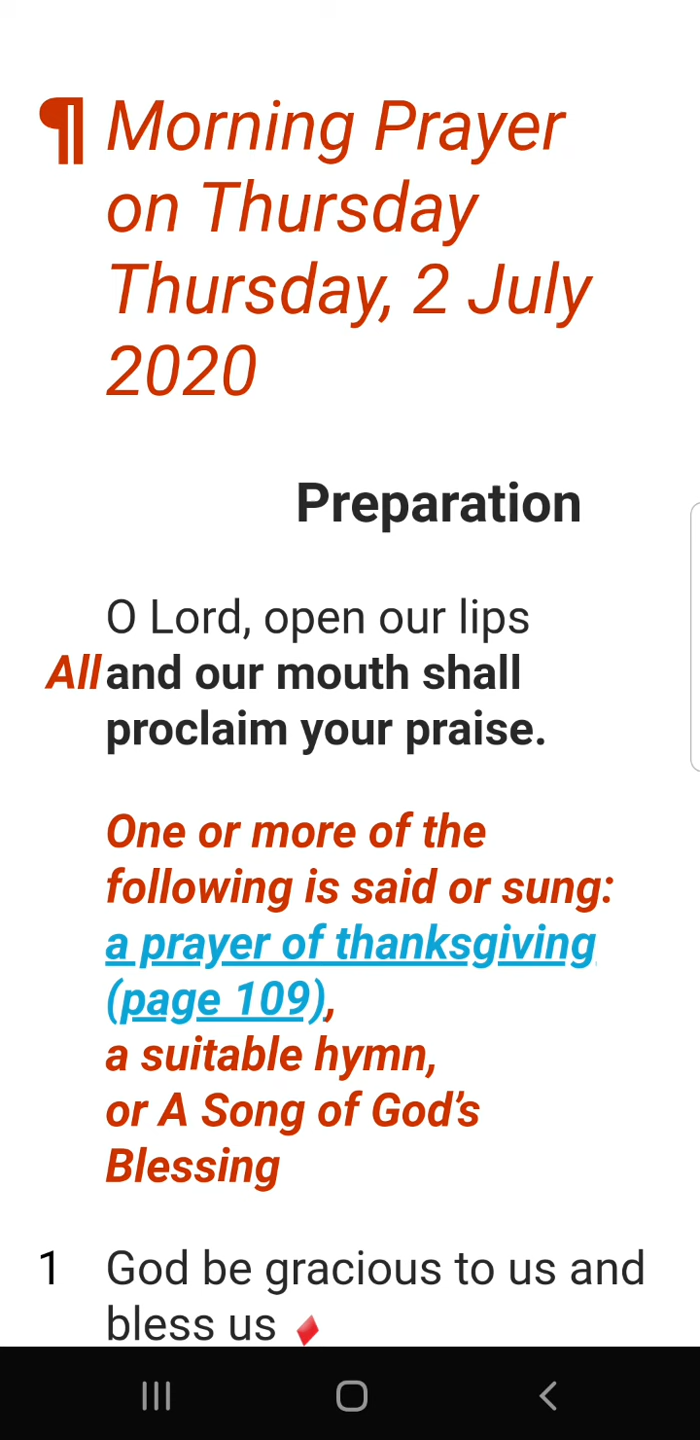 ¶ Morning Prayer
on Thursday
Thursday, 2 July
2020
Preparation
O Lord, open our lips
All and our mouth shall
proclaim your praise.
One or more of the
following is said or sung:
a prayer of thanksgiving
(page 109),
a suitable hymn,
or A Song of God’s
Blessing
1 God be gracious to us and
bless us ♦